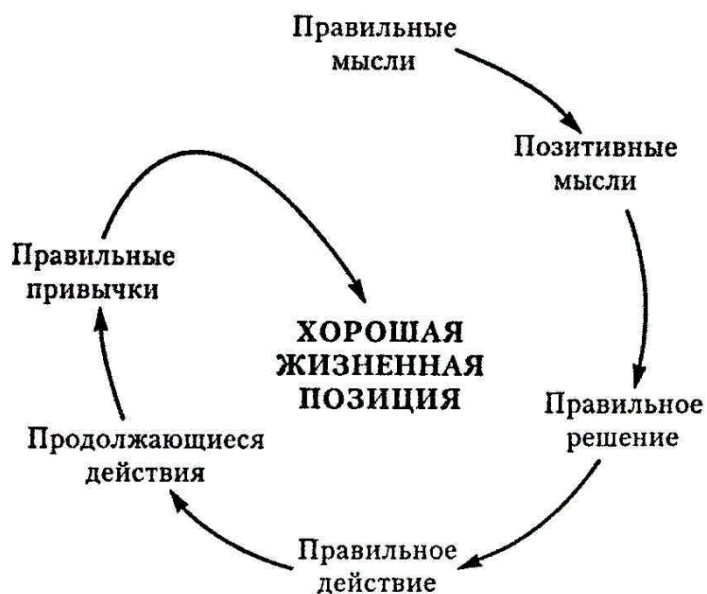 Правильные
мысли
Позитивные
мысли
Правильное
решение
Правильное
действие
Продолжающиеся
действия
Правильные
привычки
ХОРОШАЯ
ЖИЗНЕННАЯ
ПОЗИЦИЯ